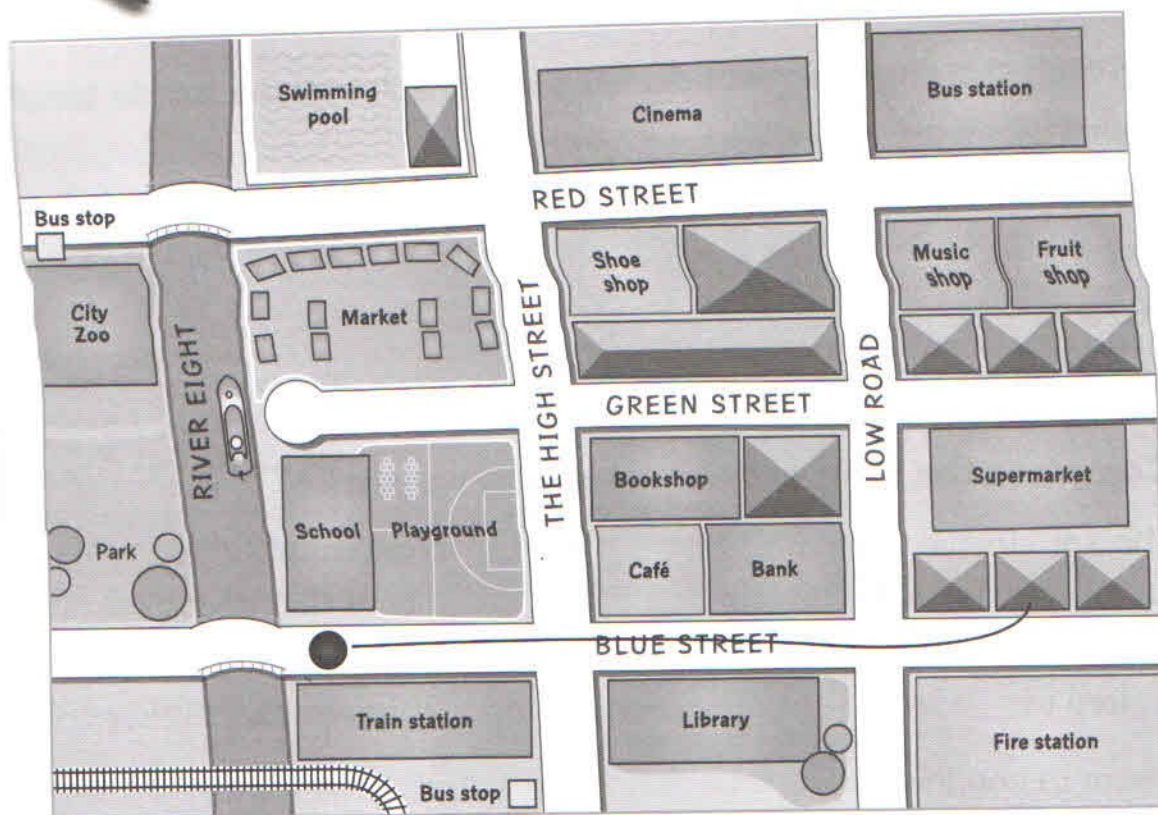 Swimming
pool
Cinema
Bus station
RED STREET
Bus stop
City
Zoo
RIVER EIGHT
Market
THE HIGH STREET
Shoe
shop
Music
shop
Fruit
shop
LOW ROAD
GREEN STREET
Bookshop
Supermarket
Park
School
Playground
Café
Bank
BLUE STREET
Train station
Library
Fire station
Bus stop